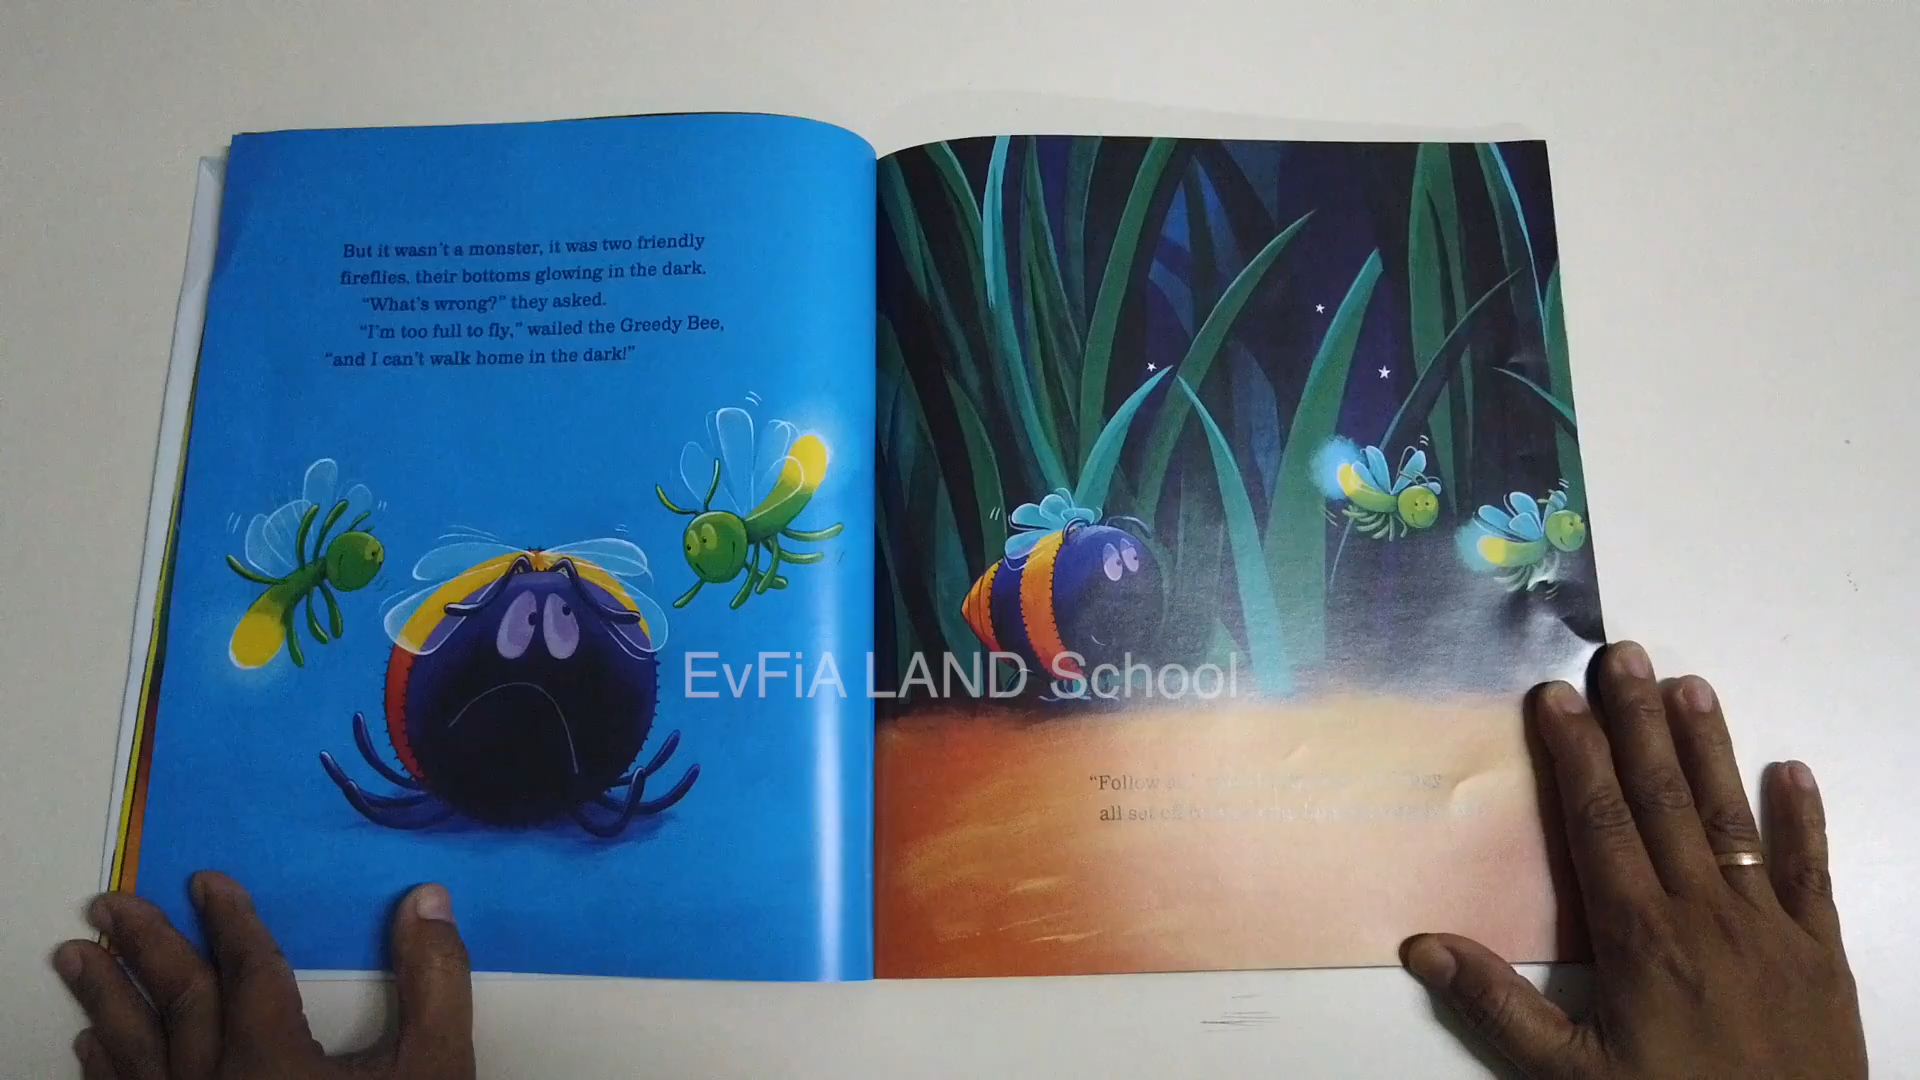 But it wasn't a monster, it was two friendly
fireflies, their bottoms glowing in the dark.
"What's wrong?" they asked.
"I'm too full to fly," wailed the Greedy Bee,
"and I can't walk home in the dark!"
EvFiA LAND School
"Follow
all set off